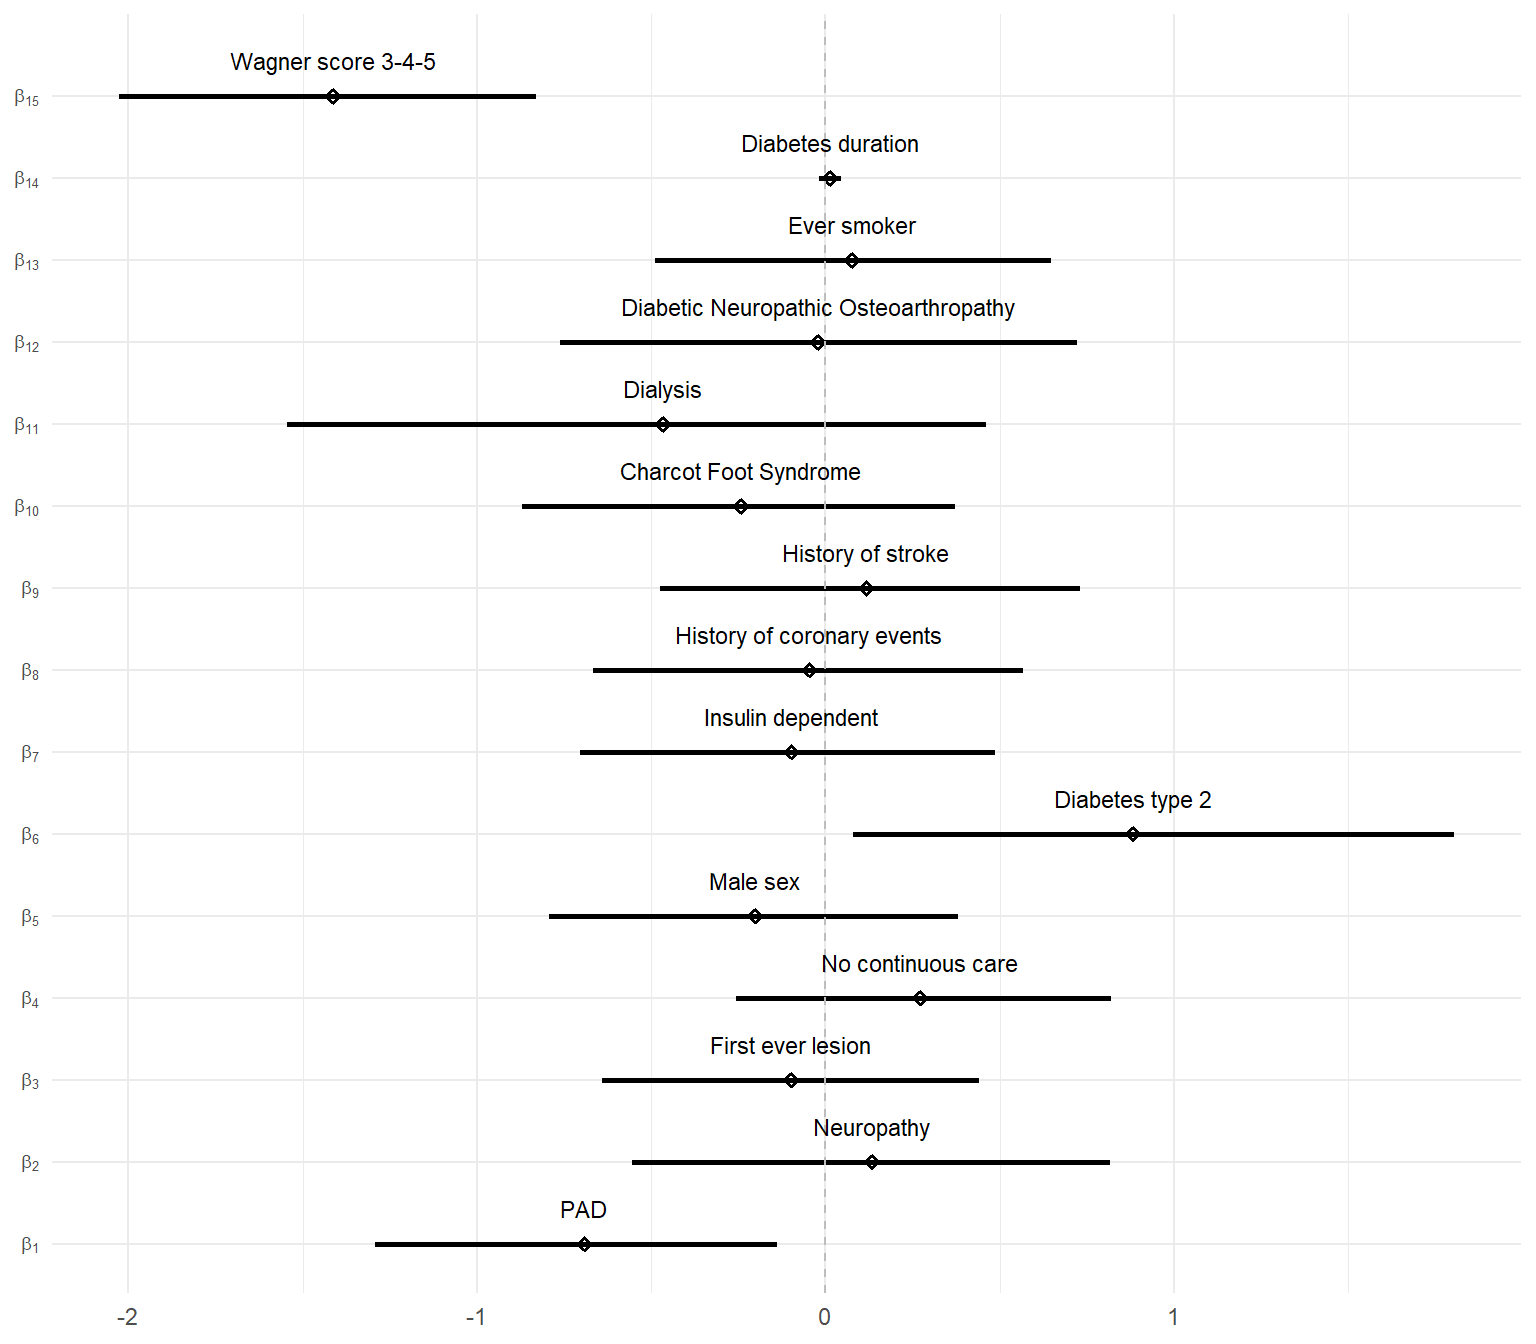 Wagner score 3-4-5
β15
Diabetes duration
β14
Ever smoker
β13
Diabetic Neuropathic Osteoarthropathy
β12
Dialysis
β11
Charcot Foot Syndrome
β10
History of stroke
β9
History of coronary events
β8
Insulin dependent
β7
Diabetes type 2
β6
Male sex
β5
No continuous care
β4
First ever lesion
β3
Neuropathy
β2
PAD
β1
-2 -1 0 1